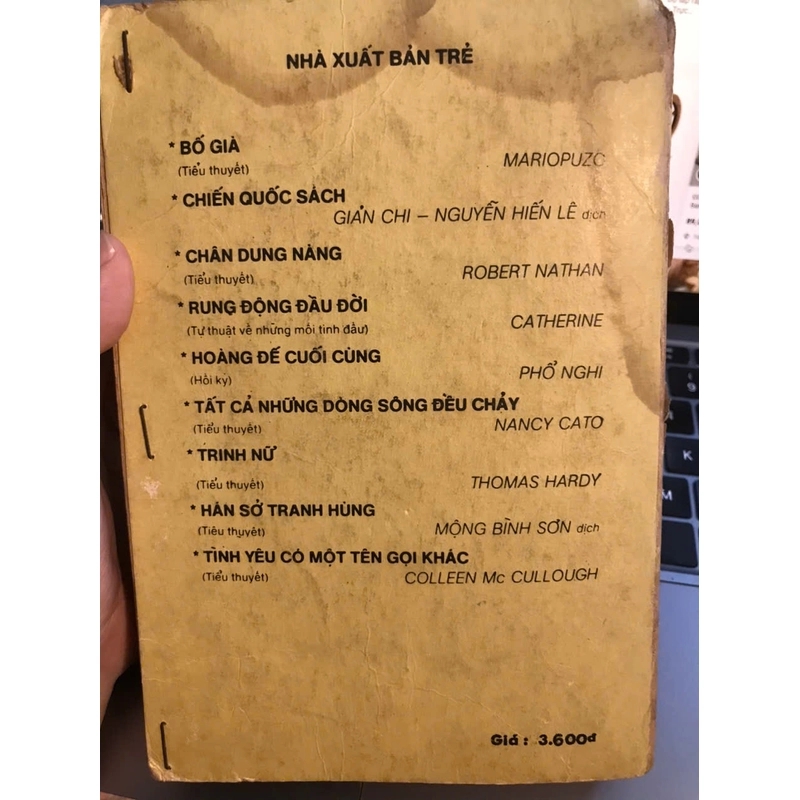 NHÀ XUẤT BẢN TRẺ
* BỐ GIÀ
(Tiểu thuyết)
MARIOPUZO
* CHIẾN QUỐC SÁCH
GIẢN CHI – NGUYỄN HIẾN LÊ dịch
* CHÂN DUNG NÀNG
(Tiểu thuyết)
ROBERT NATHAN
* RUNG ĐỘNG ĐẦU ĐỜI
(Tự thuật về những mối tình đầu)
CATHERINE
* HOÀNG ĐẾ CUỐI CÙNG
(Hồi ký)
PHỔ NGHI
* TẤT CẢ NHỮNG DÒNG SÔNG ĐỀU CHẢY
(Tiểu thuyết)
NANCY CATO
* TRINH NỮ
(Tiểu thuyết)
THOMAS HARDY
* HÁN SỞ TRANH HÙNG
(Tiêu thuyết)
MỘNG BÌNH SƠN dịch
* TÌNH YÊU CÓ MỘT TÊN GỌI KHÁC
(Tiểu thuyết)
COLLEEN Mc CULLOUGH
Giá : 3.600đ